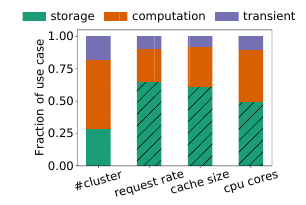 storage computation transient
1.00
0.75
0.50
0.25
0.00
Fraction of use case
#cluster
request rate
cache size
cpu cores